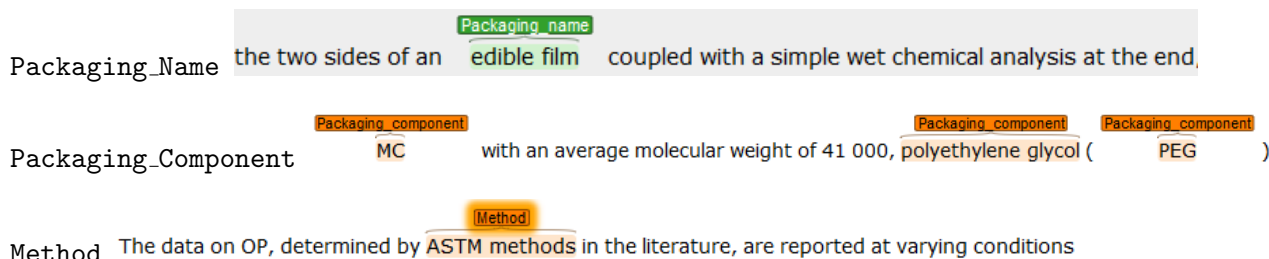 Packaging_name
Packaging_Name the two sides of an edible film coupled with a simple wet chemical analysis at the end,
Packaging_component Packaging_component Packaging_component
Packaging_Component MC with an average molecular weight of 41 000, polyethylene glycol ( PEG )
Method
Method The data on OP, determined by ASTM methods in the literature, are reported at varying conditions